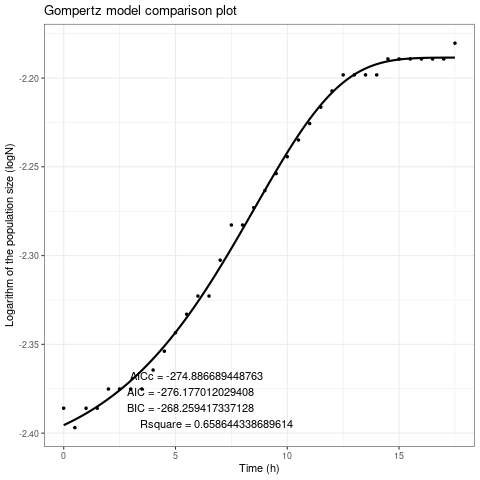 Gompertz model comparison plot
Logarithm of the population size (logN)
-2.20
-2.25
-2.30
-2.35
-2.40
AICc = -274.886689448763
AIC = -276.177012029408
BIC = -268.259417337128
Rsquare = 0.658644338689614
0 5 10 15
Time (h)